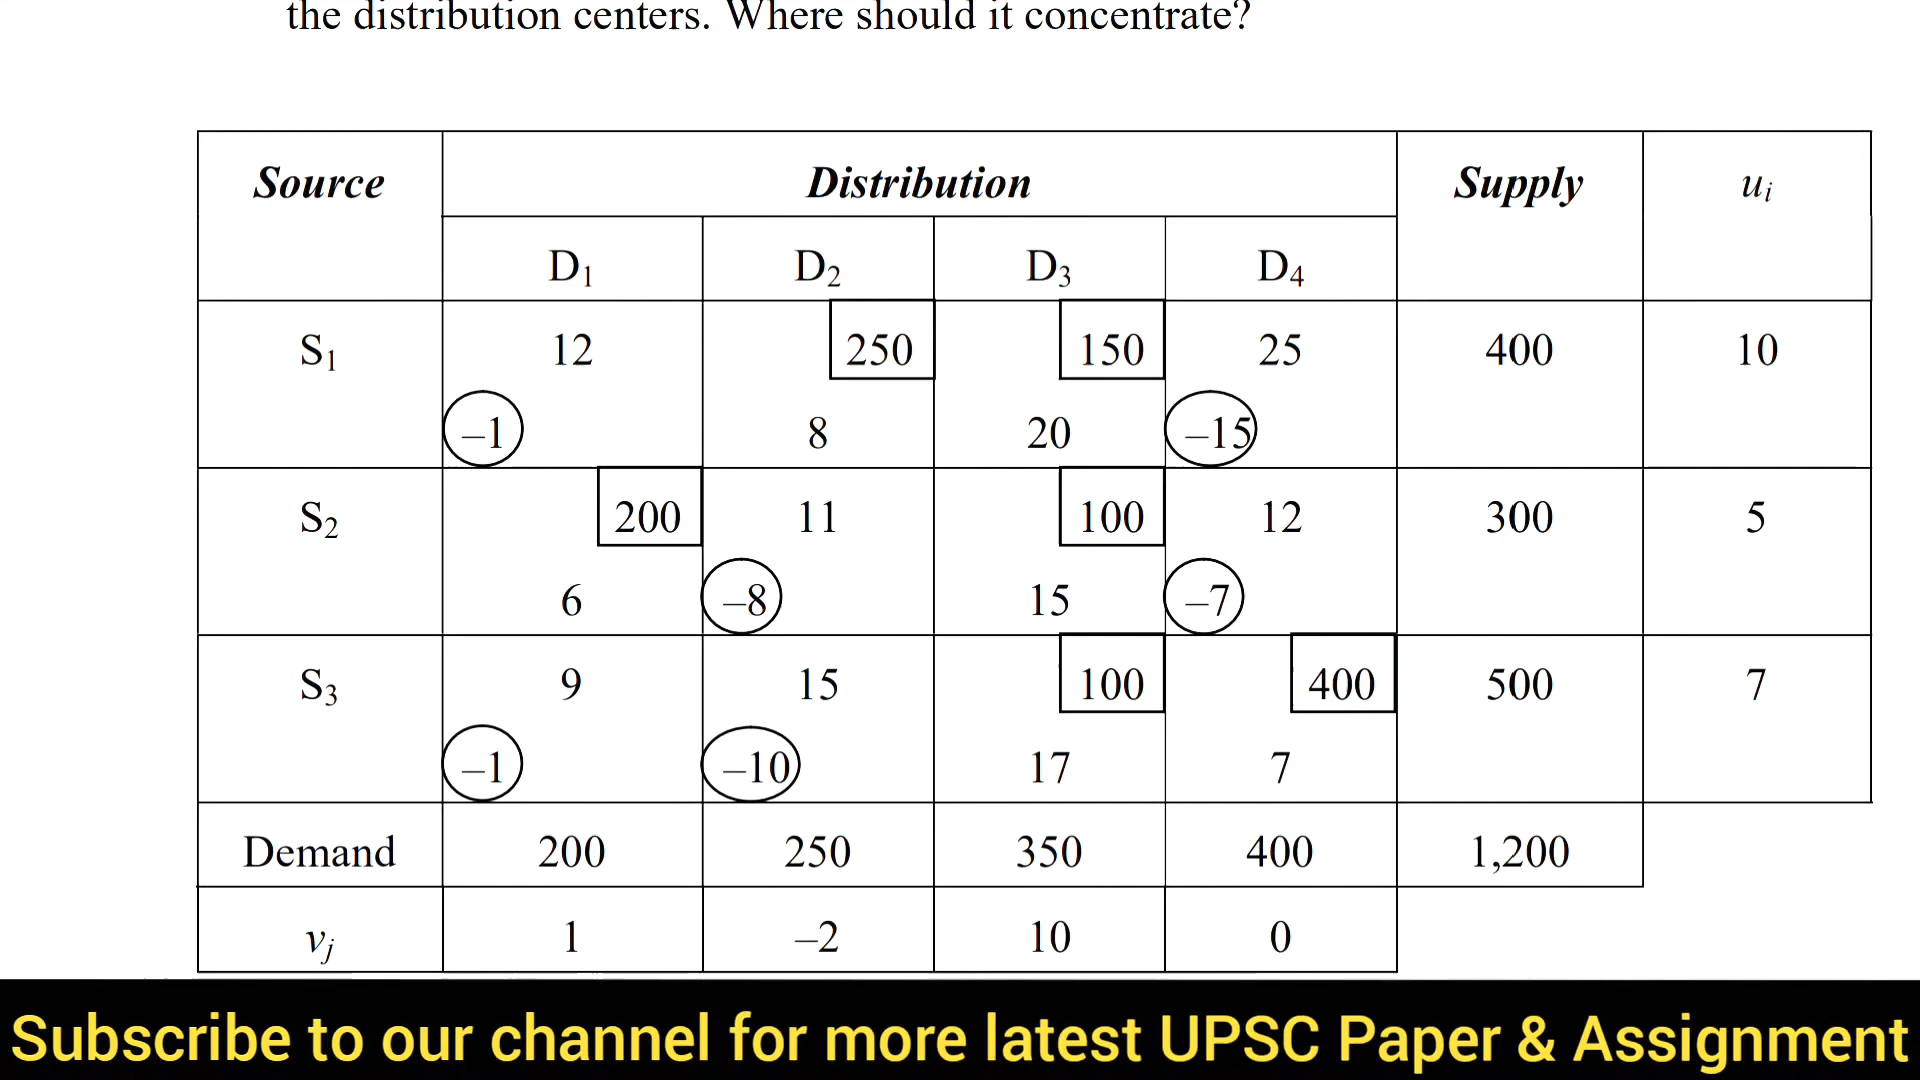 the distribution centers. Where should it concentrate?
Source Distribution Supply uᵢ
D₁ D₂ D₃ D₄
S₁ 12 250 150 25 400 10
–1 8 20 –15
S₂ 200 11 100 12 300 5
6 –8 15 –7
S₃ 9 15 100 400 500 7
–1 –10 17 7
Demand 200 250 350 400 1,200
vⱼ 1 –2 10 0
Subscribe to our channel for more latest UPSC Paper & Assignment